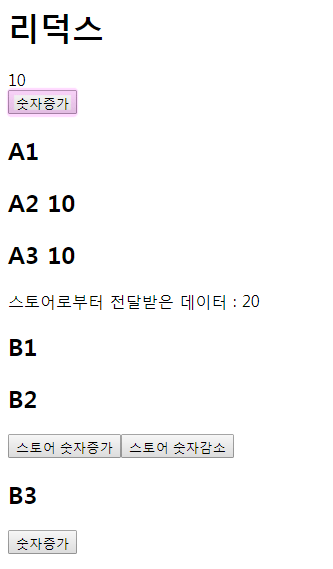 리덕스
10
숫자증가
A1
A2 10
A3 10
스토어로부터 전달받은 데이터 : 20
B1
B2
스토어 숫자증가 스토어 숫자감소
B3
숫자증가